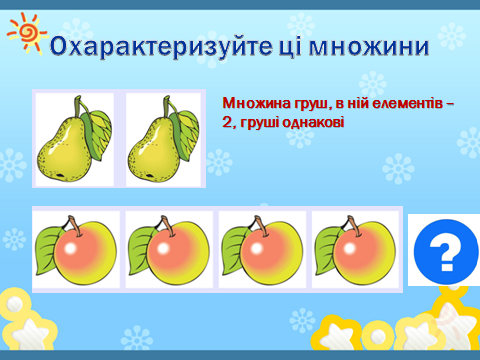 Охарактеризуйте ці множини
Множина груш, в ній елементів –
2, груші однакові
?